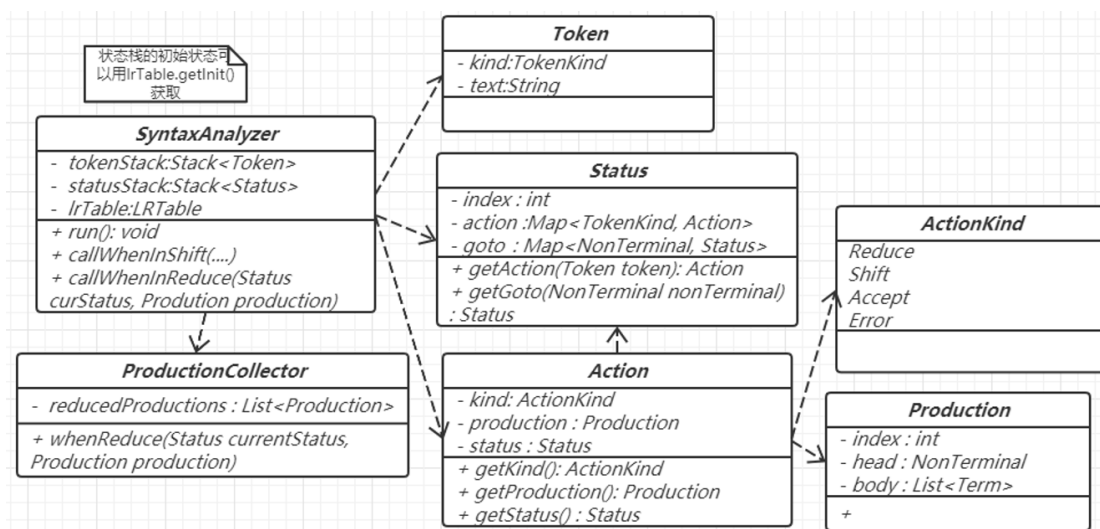 状态栈的初始状态可
以用lrTable.getInit()
获取
Token
- kind:TokenKind
- text:String
SyntaxAnalyzer
- tokenStack:Stack<Token>
- statusStack:Stack<Status>
- lrTable:LRTable
+ run(): void
+ callWhenInShift(....)
+ callWhenInReduce(Status
curStatus, Prodution production)
Status
- index : int
- action :Map<TokenKind, Action>
- goto : Map<NonTerminal, Status>
+ getAction(Token token): Action
+ getGoto(NonTerminal nonTerminal)
: Status
ActionKind
Reduce
Shift
Accept
Error
ProductionCollector
- reducedProductions : List<Production>
+ whenReduce(Status currentStatus,
Production production)
Action
- kind: ActionKind
- production : Production
- status : Status
+ getKind(): ActionKind
+ getProduction(): Production
+ getStatus() : Status
Production
- index : int
- head : NonTerminal
- body : List<Term>
+